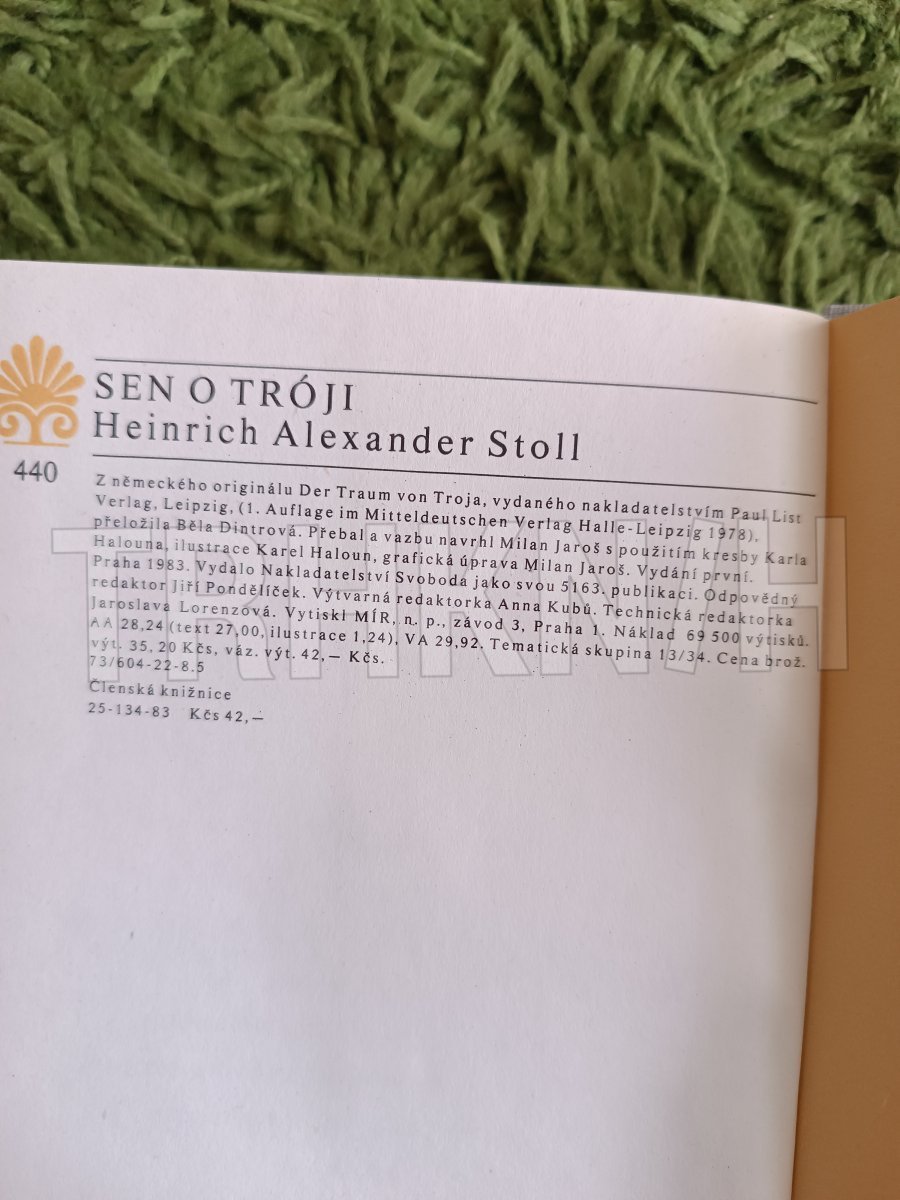 SEN O TRÓJI
Heinrich Alexander Stoll
440
Z německého originálu Der Traum von Troja, vydaného nakladatelstvím Paul List
Verlag, Leipzig, (1. Auflage im Mitteldeutschen Verlag Halle-Leipzig 1978),
přeložila Běla Dintrová. Přebal a vazbu navrhl Milan Jaroš s použitím kresby Karla
Halouna, ilustrace Karel Haloun, grafická úprava Milan Jaroš. Vydání první.
Praha 1983. Vydalo Nakladatelství Svoboda jako svou 5163. publikaci. Odpovědný
redaktor Jiří Pondělíček. Výtvarná redaktorka Anna Kubů. Technická redaktorka
Jaroslava Lorenzová. Vytiskl MÍR, n. p., závod 3, Praha 1. Náklad 69 500 výtisků.
AA 28,24 (text 27,00, ilustrace 1,24), VA 29,92. Tematická skupina 13/34. Cena brož.
výt. 35,20 Kčs, váz. výt. 42,— Kčs.
73/604-22-8.5
Členská knižnice
25-134-83 Kčs 42,—